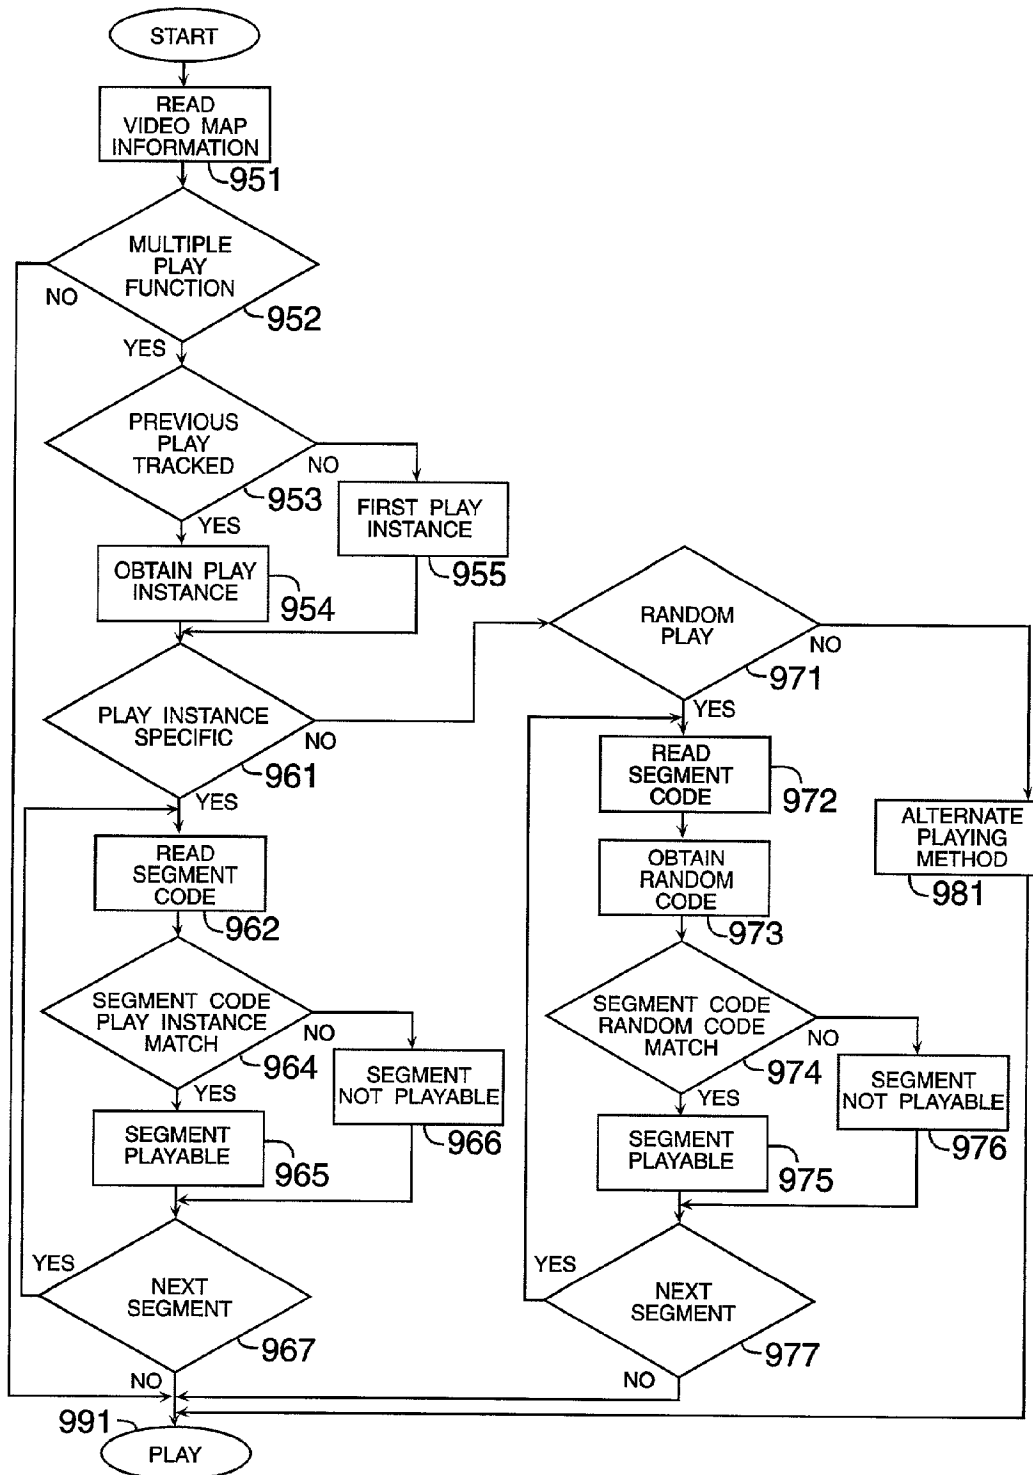 START
READ
VIDEO MAP
INFORMATION
951
MULTIPLE
PLAY
FUNCTION
NO
952
YES
PREVIOUS
PLAY
TRACKED
NO
953
YES
FIRST PLAY
INSTANCE
955
OBTAIN PLAY
INSTANCE
954
PLAY INSTANCE
SPECIFIC
NO
961
YES
READ
SEGMENT
CODE
962
SEGMENT CODE
PLAY INSTANCE
MATCH
NO
964
YES
SEGMENT
NOT PLAYABLE
966
SEGMENT
PLAYABLE
965
YES
NEXT
SEGMENT
967
NO
RANDOM
PLAY
NO
971
YES
READ
SEGMENT
CODE
972
OBTAIN
RANDOM
CODE
973
SEGMENT CODE
RANDOM CODE
MATCH
NO
974
YES
SEGMENT
NOT PLAYABLE
976
SEGMENT
PLAYABLE
975
YES
NEXT
SEGMENT
977
NO
ALTERNATE
PLAYING
METHOD
981
991
PLAY